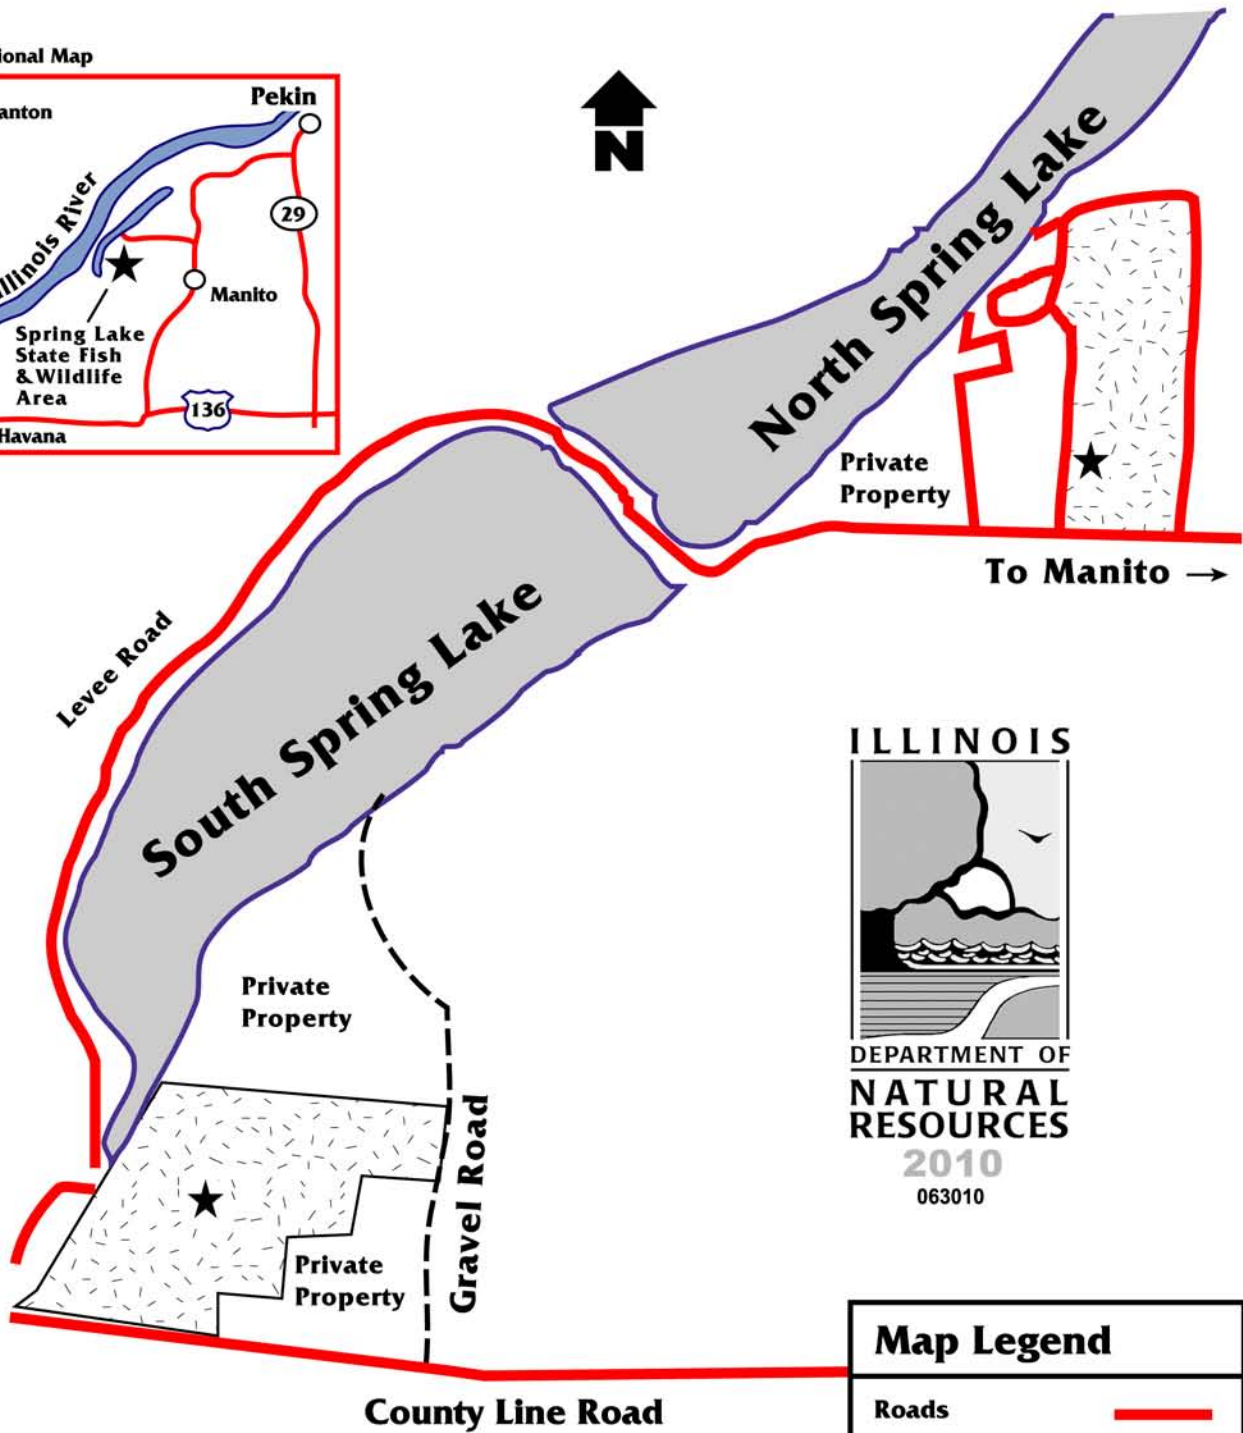 ional Map
anton
Pekin
Illinois River
29
Manito
Spring Lake
State Fish
& Wildlife
Area
136
Havana
N
North Spring Lake
Private
Property
To Manito →
Levee Road
South Spring Lake
Private
Property
Gravel Road
Private
Property
County Line Road
ILLINOIS
DEPARTMENT OF
NATURAL
RESOURCES
2010
063010
Map Legend
Roads